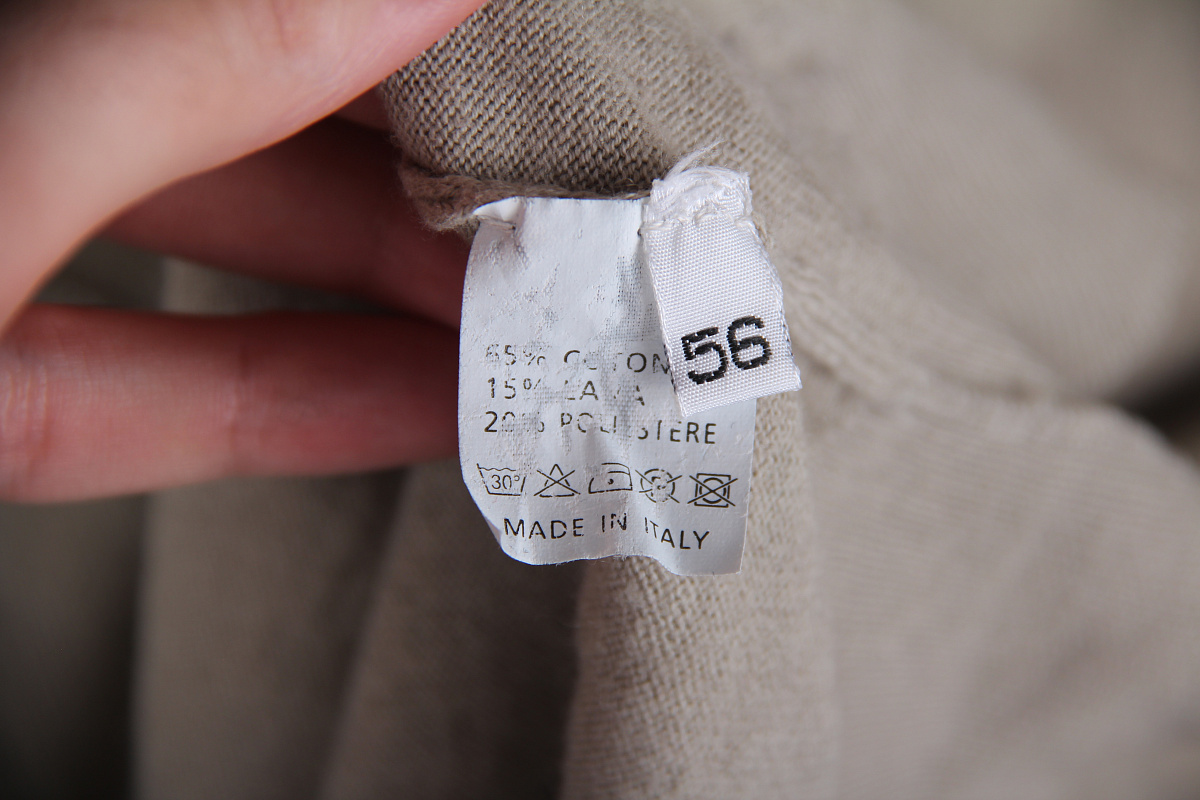 56
65% COTON
15% LANA
20% POLIESTERE
30°
MADE IN ITALY